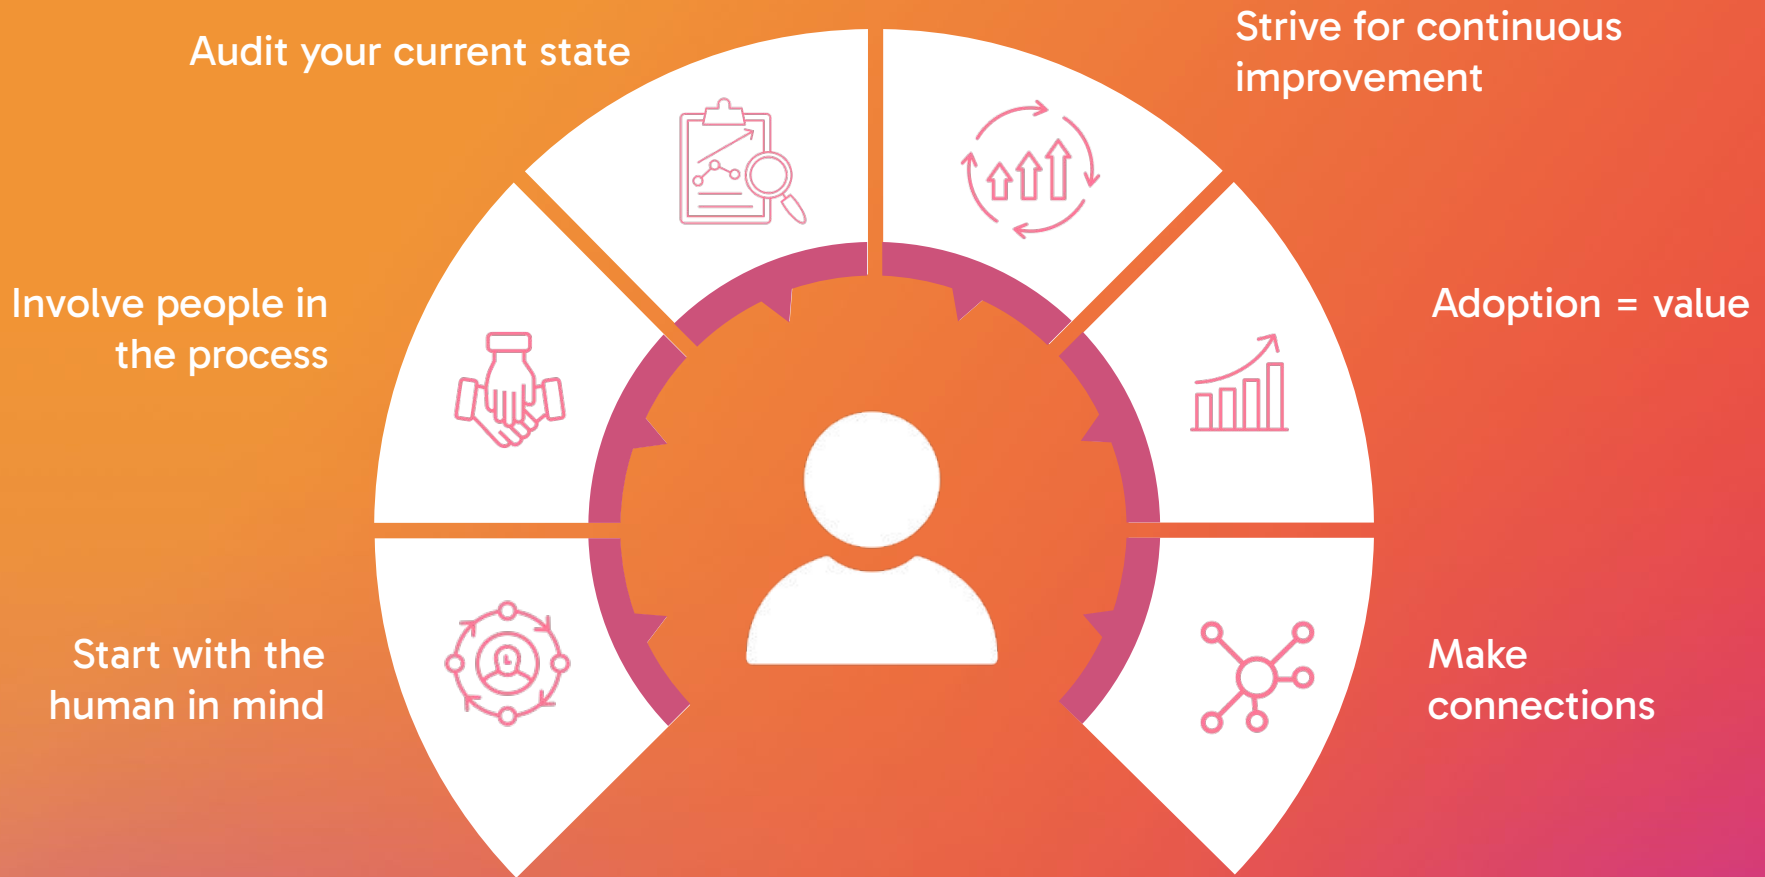 Audit your current state
Strive for continuous
improvement
Involve people in
the process
Adoption = value
Start with the
human in mind
Make
connections